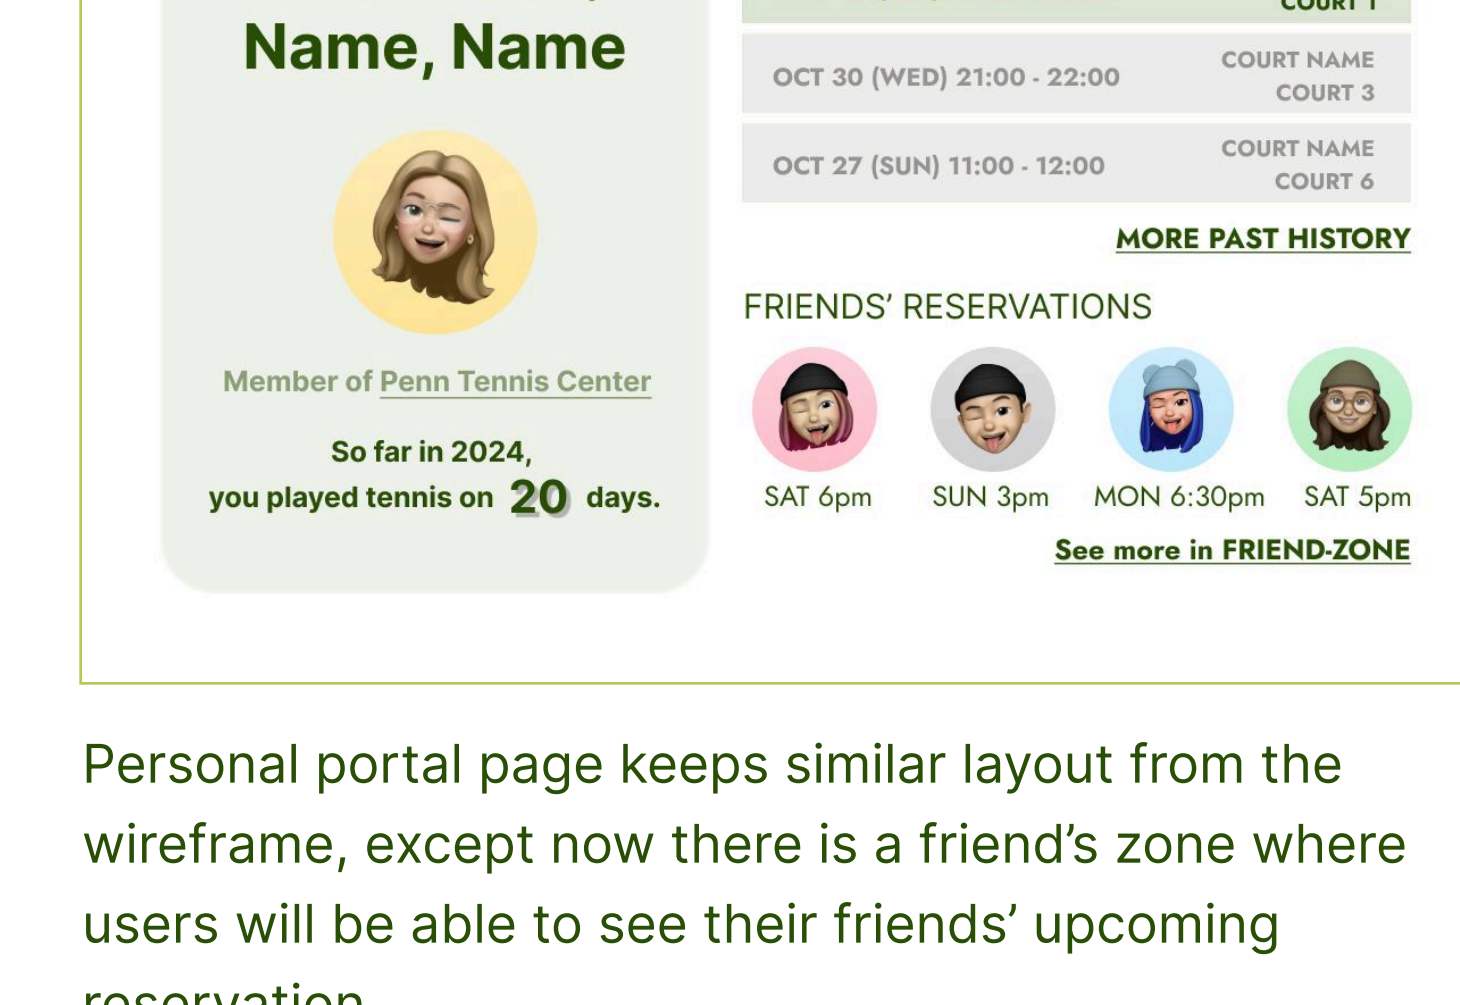 Name, Name
Member of Penn Tennis Center
So far in 2024,
you played tennis on 20 days.
COURT 1
OCT 30 (WED) 21:00 - 22:00
COURT NAME
COURT 3
OCT 27 (SUN) 11:00 - 12:00
COURT NAME
COURT 6
MORE PAST HISTORY
FRIENDS’ RESERVATIONS
SAT 6pm
SUN 3pm
MON 6:30pm
SAT 5pm
See more in FRIEND-ZONE
Personal portal page keeps similar layout from the
wireframe, except now there is a friend’s zone where
users will be able to see their friends’ upcoming
reservation